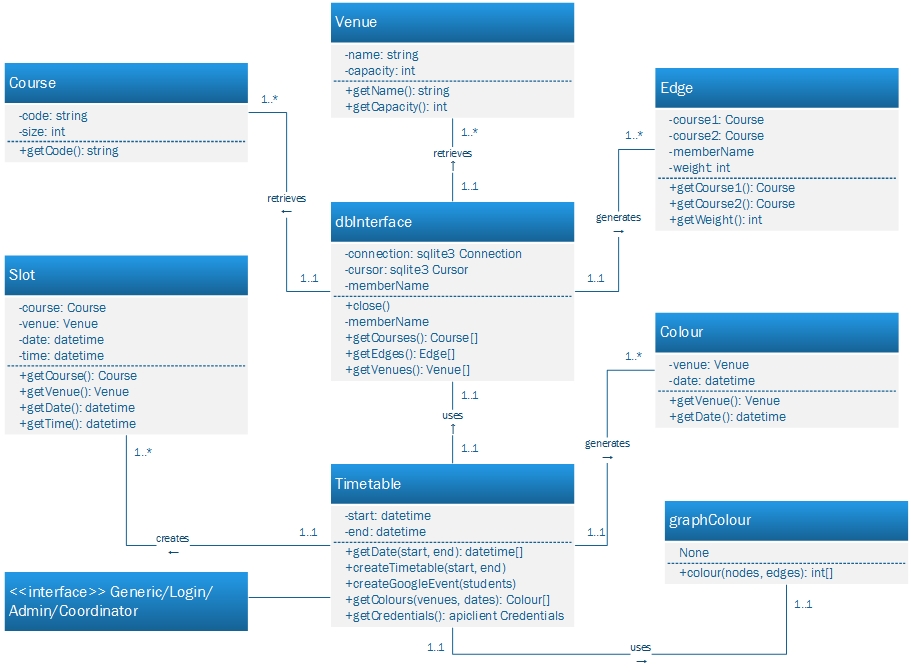 Venue
-name: string
-capacity: int
+getName(): string
+getCapacity(): int
Course
-code: string
-size: int
+getCode(): string
1..*
Edge
-course1: Course
-course2: Course
-memberName
-weight: int
+getCourse1(): Course
+getCourse2(): Course
+getWeight(): int
1..*
1..*
retrieves
↑
1..1
retrieves
←
1..1
generates
→
1..1
dbInterface
-connection: sqlite3 Connection
-cursor: sqlite3 Cursor
-memberName
+close()
-memberName
+getCourses(): Course[]
+getEdges(): Edge[]
+getVenues(): Venue[]
Slot
-course: Course
-venue: Venue
-date: datetime
-time: datetime
+getCourse(): Course
+getVenue(): Venue
+getDate(): datetime
+getTime(): datetime
1..*
Colour
-venue: Venue
-date: datetime
+getVenue(): Venue
+getDate(): datetime
1..*
1..1
uses
↑
1..1
generates
→
1..1
Timetable
-start: datetime
-end: datetime
+getDate(start, end): datetime[]
+createTimetable(start, end)
+createGoogleEvent(students)
+getColours(venues, dates): Colour[]
+getCredentials(): apiclient Credentials
1..1
creates
←
<<interface>> Generic/Login/
Admin/Coordinator
graphColour
None
+colour(nodes, edges): int[]
1..1
1..1
uses
→